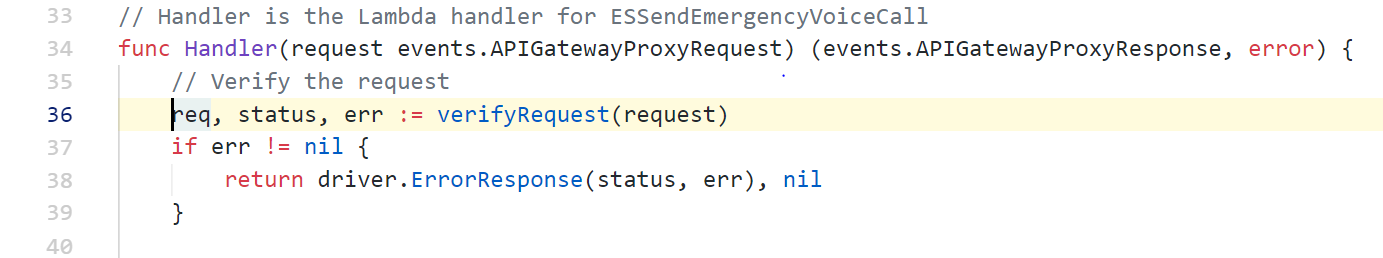 33 // Handler is the Lambda handler for ESSendEmergencyVoiceCall
34 func Handler(request events.APIGatewayProxyRequest) (events.APIGatewayProxyResponse, error) {
35 // Verify the request
36 req, status, err := verifyRequest(request)
37 if err != nil {
38 return driver.ErrorResponse(status, err), nil
39 }
40